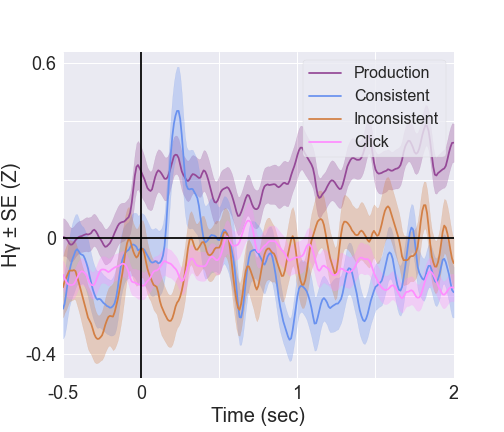 0.6
0
-0.4
Hγ ± SE (Z)
Production
Consistent
Inconsistent
Click
-0.5
0
1
2
Time (sec)